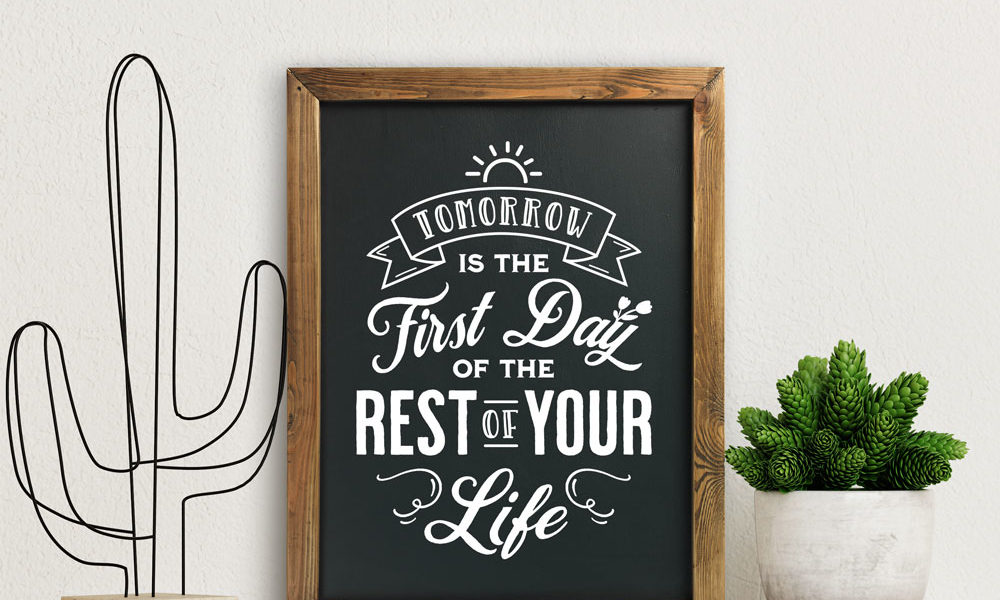 TOMORROW
IS THE
First Day
OF THE
REST OF YOUR
Life